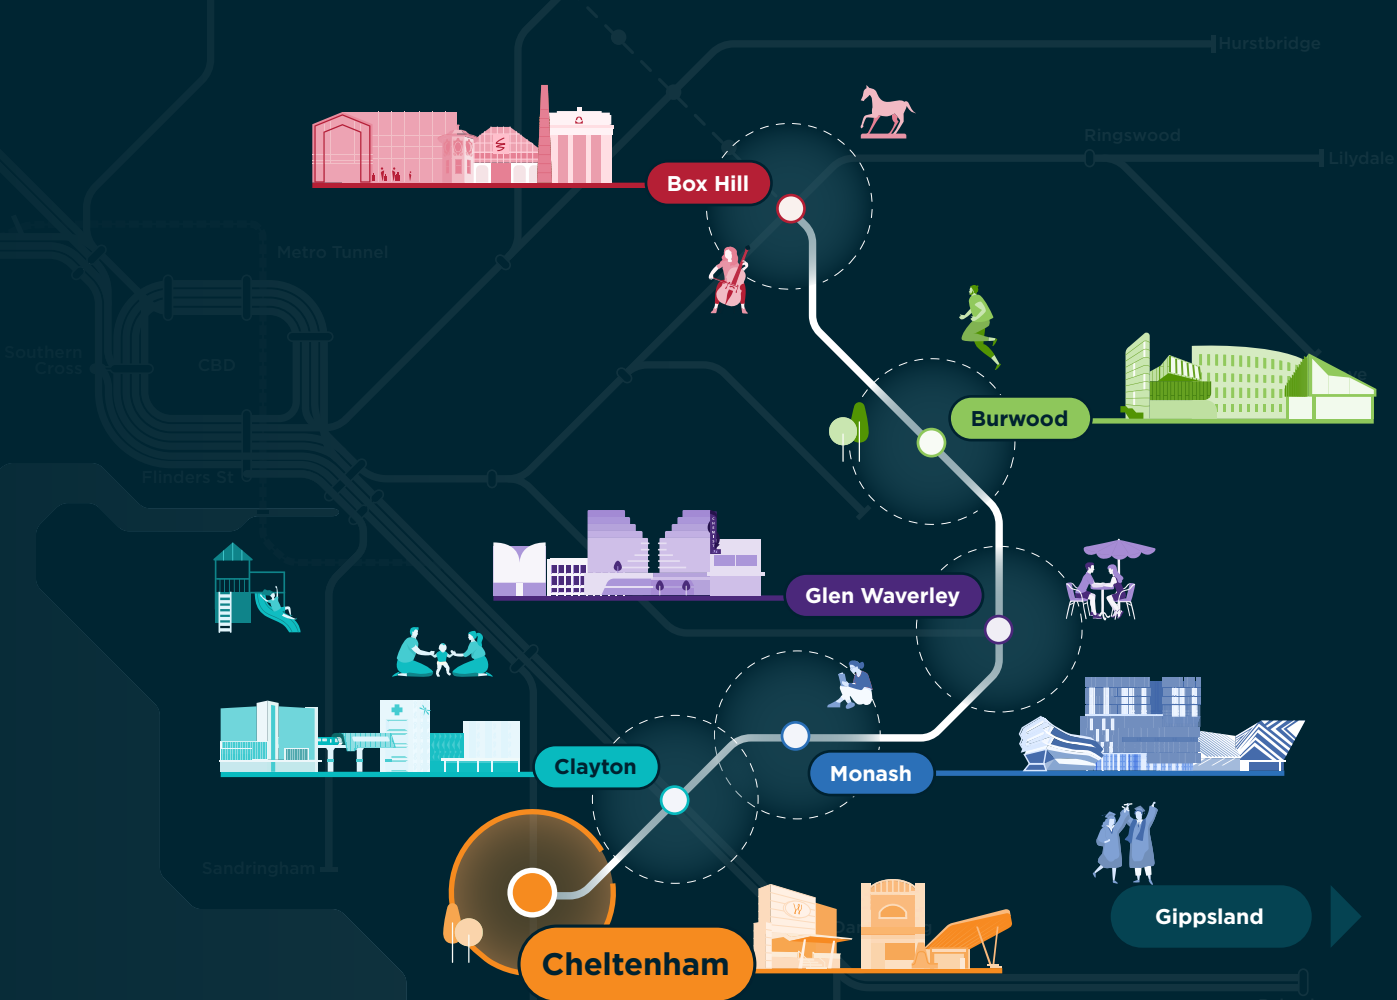 Hurstbridge
Ringswood
Lilydale
Box Hill
Metro Tunnel
Southern
Cross
CBD
Burwood
Flinders St
Glen Waverley
Clayton
Monash
Sandringham
Gippsland
Cheltenham